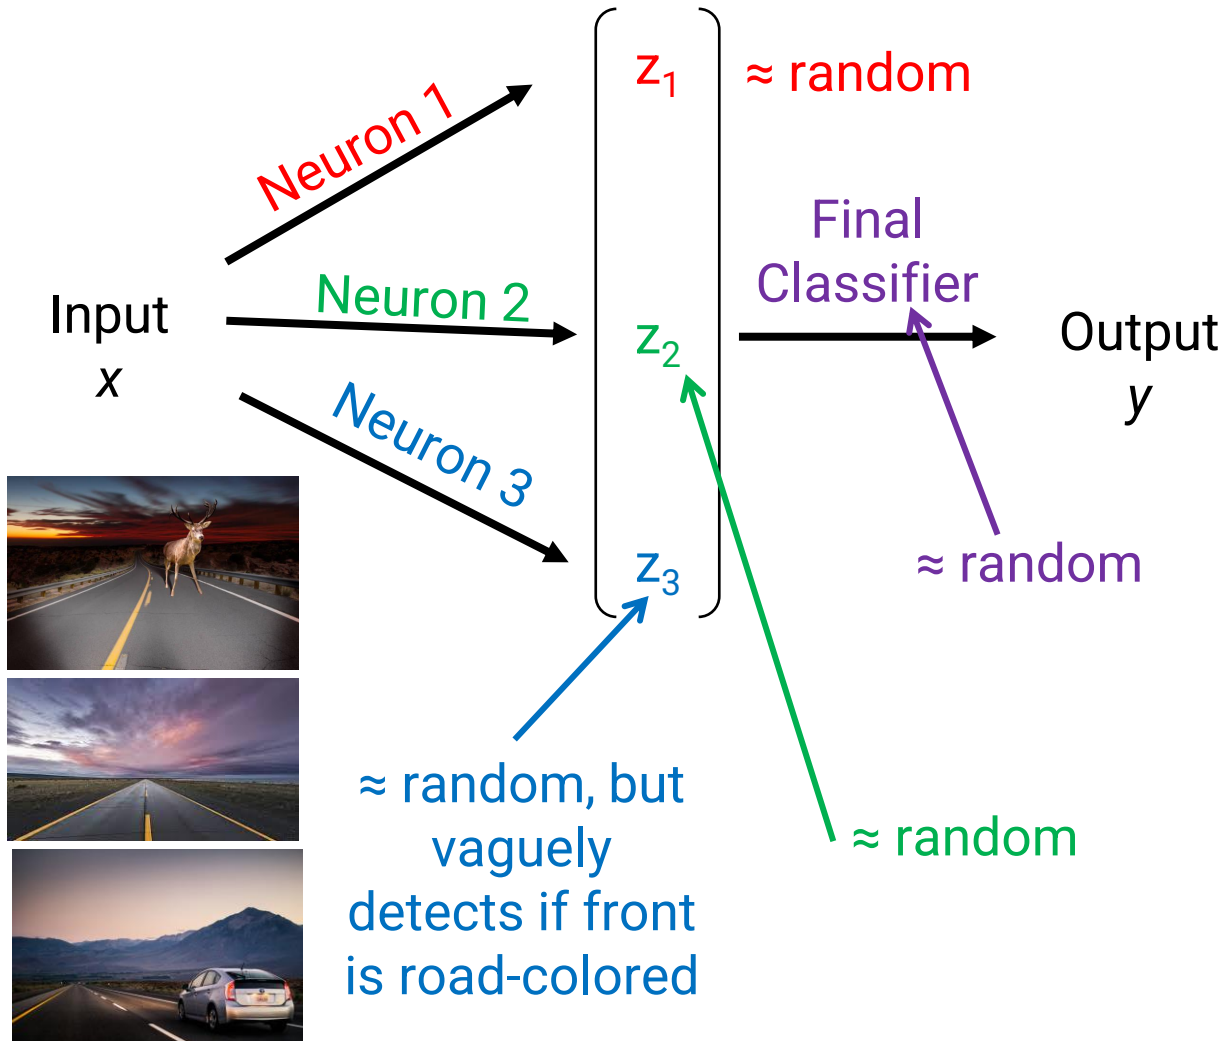 z₁
≈ random
Neuron 1
Final
Classifier
Neuron 2
Input
x
z₂
Output
y
Neuron 3
z₃
≈ random
≈ random, but
vaguely
detects if front
is road-colored
≈ random